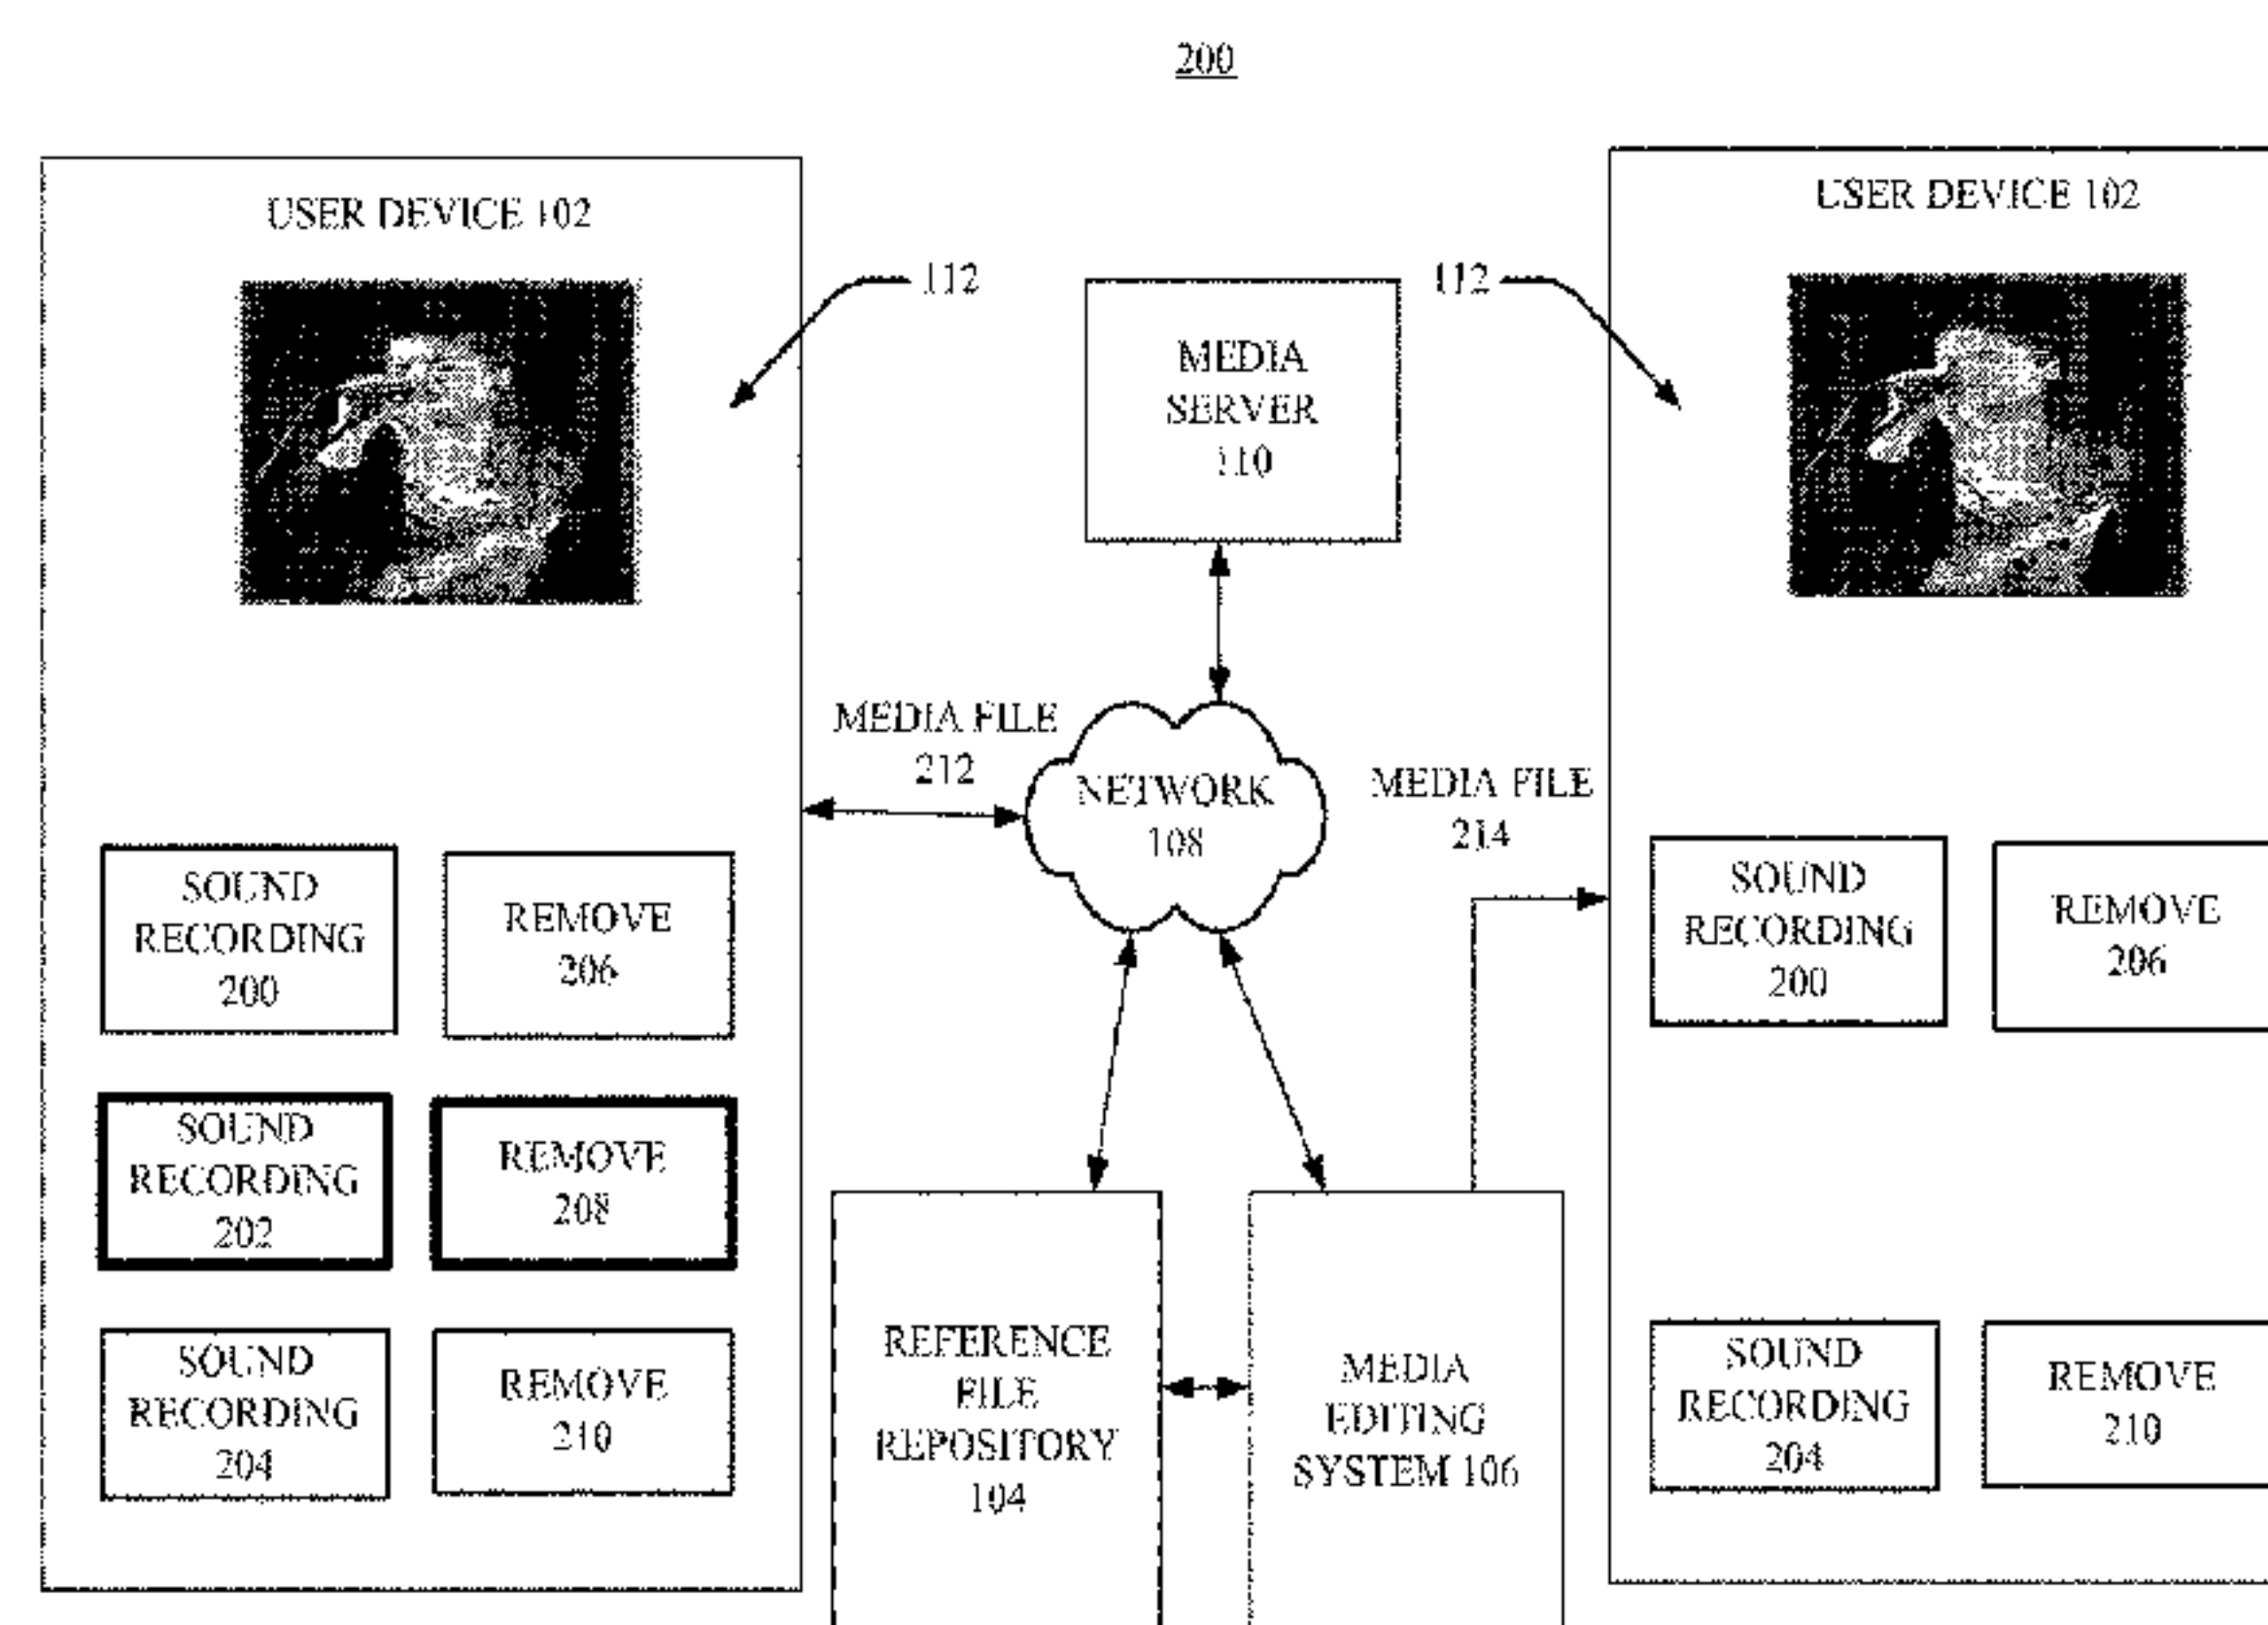 200
USER DEVICE 102
112
MEDIA
SERVER
110
112
USER DEVICE 102
MEDIA FILE
212
NETWORK
108
MEDIA FILE
214
SOUND
RECORDING
200
REMOVE
206
SOUND
RECORDING
202
REMOVE
208
SOUND
RECORDING
204
REMOVE
210
REFERENCE
FILE
REPOSITORY
104
MEDIA
EDITING
SYSTEM 106
SOUND
RECORDING
200
REMOVE
206
SOUND
RECORDING
204
REMOVE
210